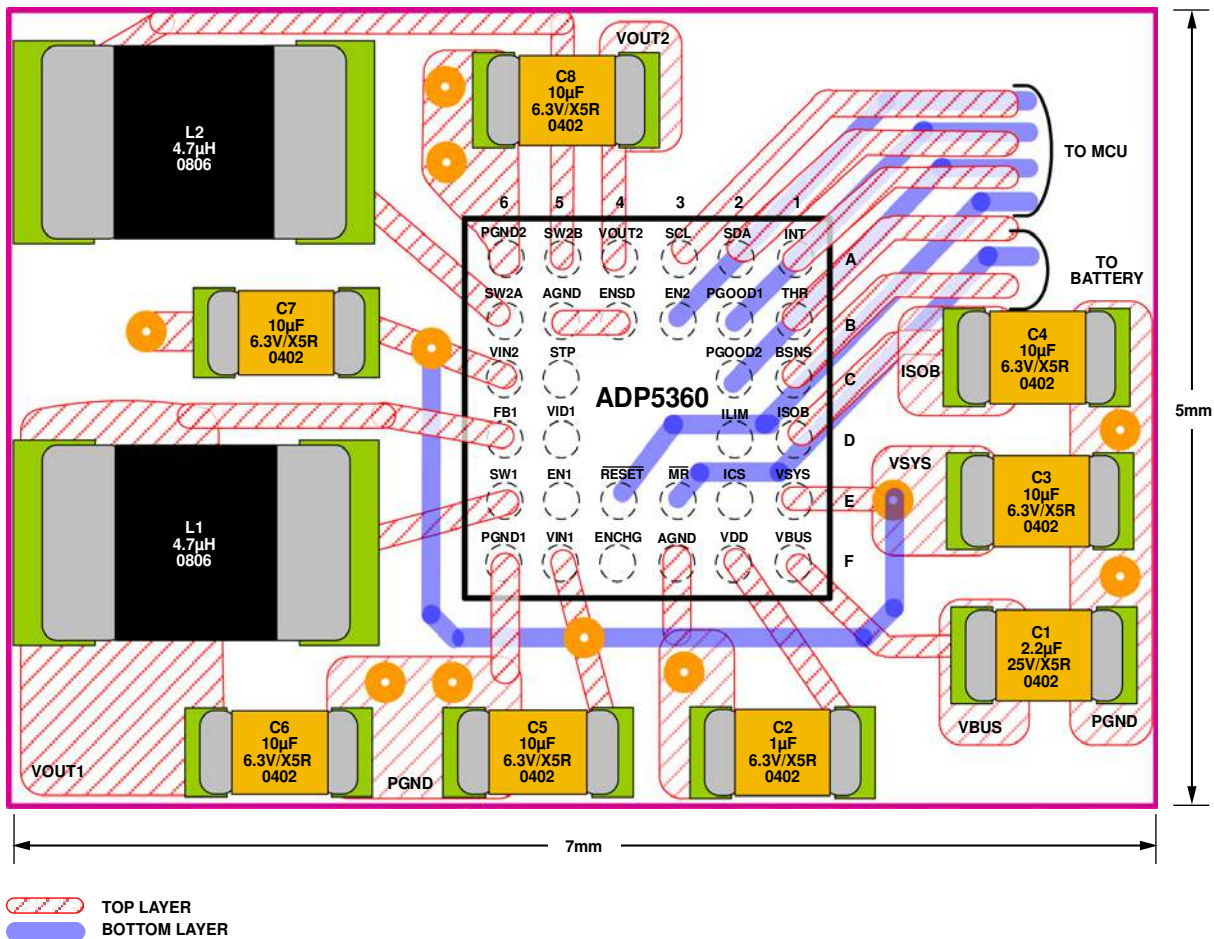 VOUT2
C8
10µF
6.3V/X5R
0402
L2
4.7µH
0806
TO MCU
6 5 4 3 2 1
PGND2 SW2B VOUT2 SCL SDA INT
A
TO
BATTERY
SW2A AGND ENSD EN2 PGOOD1 THR
B
C7
10µF
6.3V/X5R
0402
C4
10µF
6.3V/X5R
0402
ISOB
VIN2 STP PGOOD2 BSNS
C
ADP5360
5mm
FB1 VID1 ILIM ISOB
D
VSYS
C3
10µF
6.3V/X5R
0402
SW1 EN1 RESET MR ICS VSYS
E
L1
4.7µH
0806
PGND1 VIN1 ENCHG AGND VDD VBUS
F
C1
2.2µF
25V/X5R
0402
VBUS
PGND
C6
10µF
6.3V/X5R
0402
C5
10µF
6.3V/X5R
0402
C2
1µF
6.3V/X5R
0402
VOUT1
PGND
7mm
TOP LAYER
BOTTOM LAYER